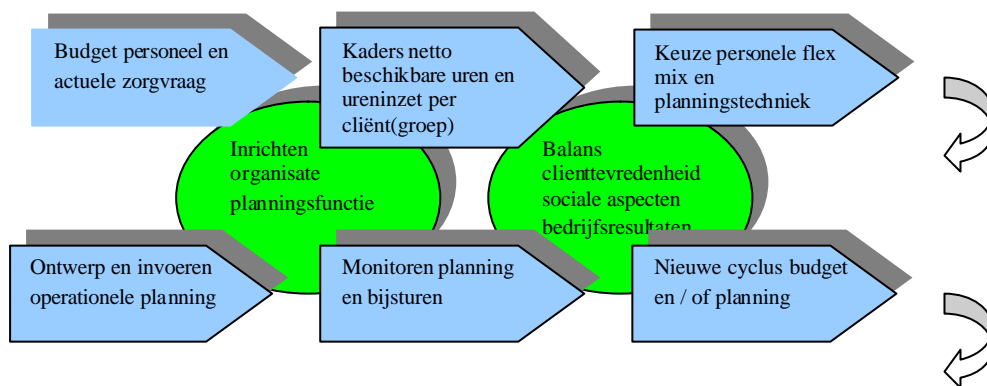 Budget personeel en
actuele zorgvraag
Kaders netto
beschikbare uren en
ureninzet per
cliënt(groep)
Keuze personele flex
mix en
planningstechniek
Inrichten
organisate
planningsfunctie
Balans
clienttevredenheid
sociale aspecten
bedrijfsresultaten
Ontwerp en invoeren
operationele planning
Monitoren planning
en bijsturen
Nieuwe cyclus budget
en / of planning